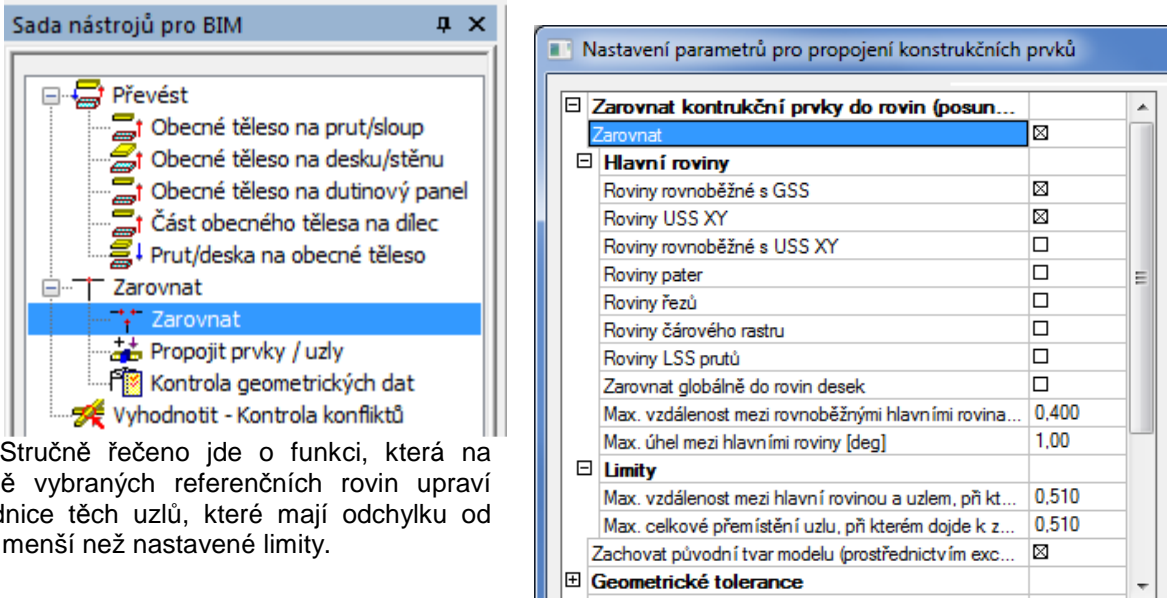 Sada nástrojů pro BIM
Převést
Obecné těleso na prut/sloup
Obecné těleso na desku/stěnu
Obecné těleso na dutinový panel
Část obecného tělesa na dílec
Prut/deska na obecné těleso
Zarovnat
Zarovnat
Propojit prvky / uzly
Kontrola geometrických dat
Vyhodnotit - Kontrola konfliktů
Stručně řečeno jde o funkci, která na
ě vybraných referenčních rovin upraví
dnice těch uzlů, které mají odchylku od
menší než nastavené limity.
Nastavení parametrů pro propojení konstrukčních prvků
Zarovnat kontrukční prvky do rovin (posun...
Zarovnat
Hlavní roviny
Roviny rovnoběžné s GSS
Roviny USS XY
Roviny rovnoběžné s USS XY
Roviny pater
Roviny řezů
Roviny čárového rastru
Roviny LSS prutů
Zarovnat globálně do rovin desek
Max. vzdálenost mezi rovnoběžnými hlavními rovina... 0,400
Max. úhel mezi hlavními roviny [deg] 1,00
Limity
Max. vzdálenost mezi hlavní rovinou a uzlem, při kt... 0,510
Max. celkové přemístění uzlu, při kterém dojde k z... 0,510
Zachovat původní tvar modelu (prostřednictvím exc...
Geometrické tolerance